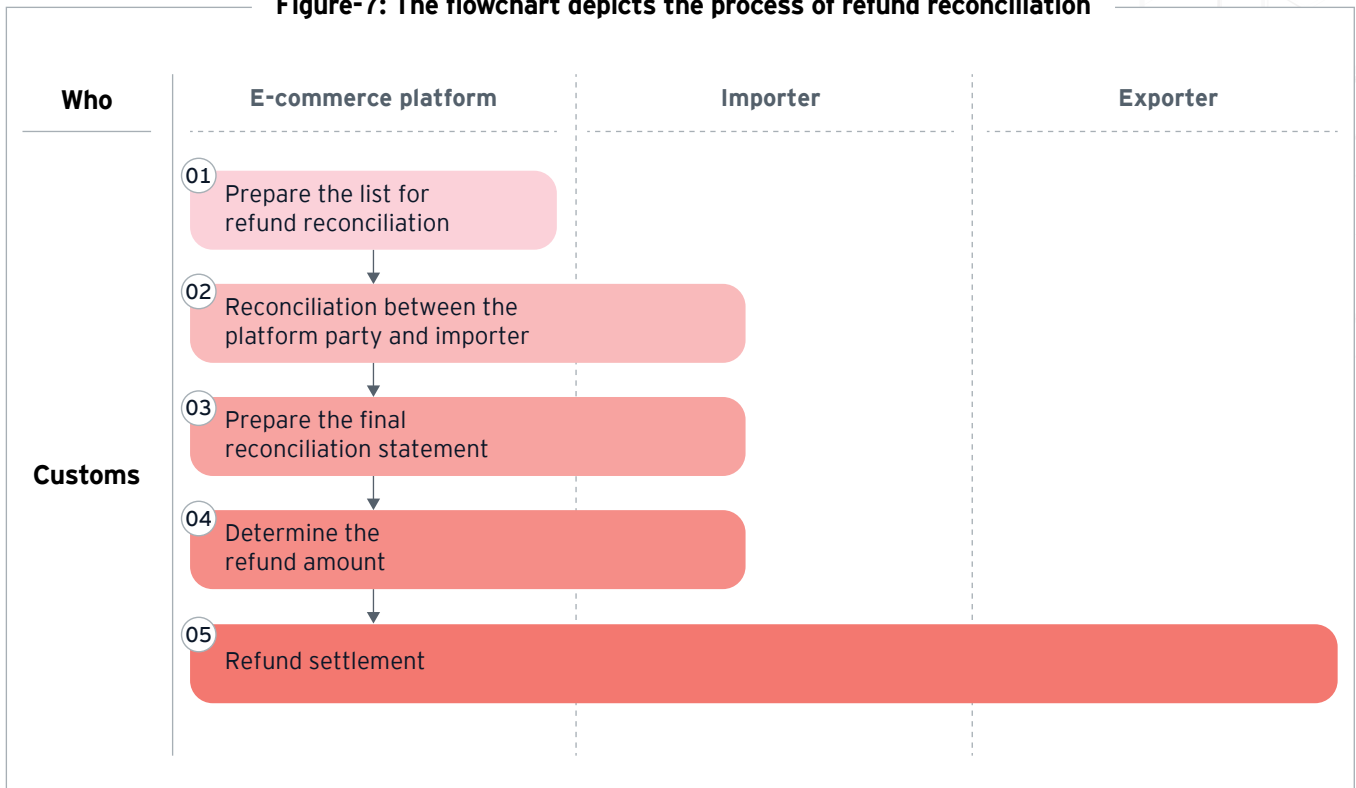 Figure-7: The flowchart depicts the process of refund reconciliation
Who
E-commerce platform
Importer
Exporter
Customs
01
Prepare the list for
refund reconciliation
02
Reconciliation between the
platform party and importer
03
Prepare the final
reconciliation statement
04
Determine the
refund amount
05
Refund settlement